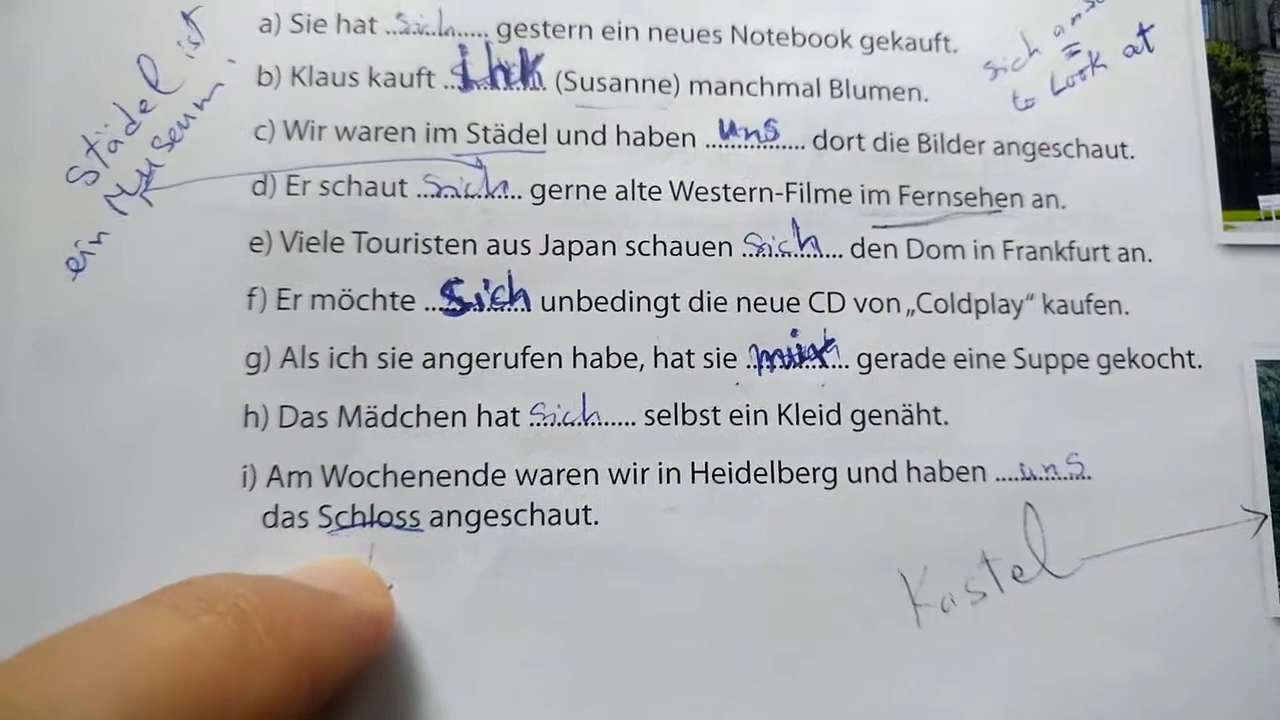 a) Sie hat ..sich...... gestern ein neues Notebook gekauft.
b) Klaus kauft .............. (Susanne) manchmal Blumen.
c) Wir waren im Städel und haben ...uns... dort die Bilder angeschaut.
d) Er schaut ..sich.. gerne alte Western-Filme im Fernsehen an.
e) Viele Touristen aus Japan schauen sich... den Dom in Frankfurt an.
f) Er möchte ..sich unbedingt die neue CD von „Coldplay“ kaufen.
g) Als ich sie angerufen habe, hat sie .............. gerade eine Suppe gekocht.
h) Das Mädchen hat sich...... selbst ein Kleid genäht.
i) Am Wochenende waren wir in Heidelberg und haben ....uns.
das Schloss angeschaut.
Städel ist
ein Museum.
sich
=
to Look at
Kastel